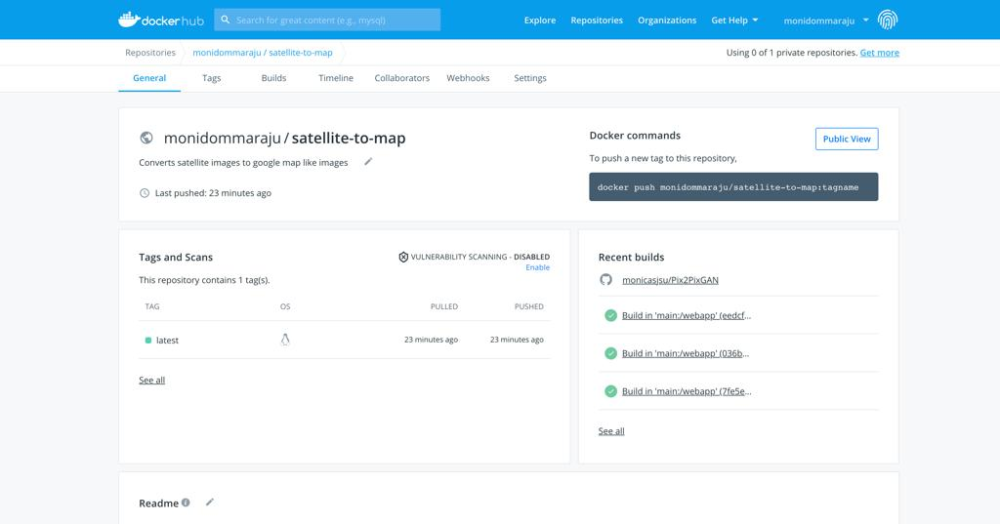 dockerhub Search for great content (e.g., mysql) Explore Repositories Organizations Get Help monidommaraju
Repositories monidommaraju / satellite-to-map Using 0 of 1 private repositories. Get more
General Tags Builds Timeline Collaborators Webhooks Settings
monidommaraju / satellite-to-map
Converts satellite images to google map like images
Last pushed: 23 minutes ago
Docker commands
Public View
To push a new tag to this repository,
docker push monidommaraju/satellite-to-map:tagname
Tags and Scans
VULNERABILITY SCANNING - DISABLED
Enable
This repository contains 1 tag(s).
TAG OS PULLED PUSHED
latest 23 minutes ago 23 minutes ago
See all
Recent builds
monicasjsu/Pix2PixGAN
Build in 'main:/webapp' (eedcf...
Build in 'main:/webapp' (036b...
Build in 'main:/webapp' (7fe5e...
See all
Readme